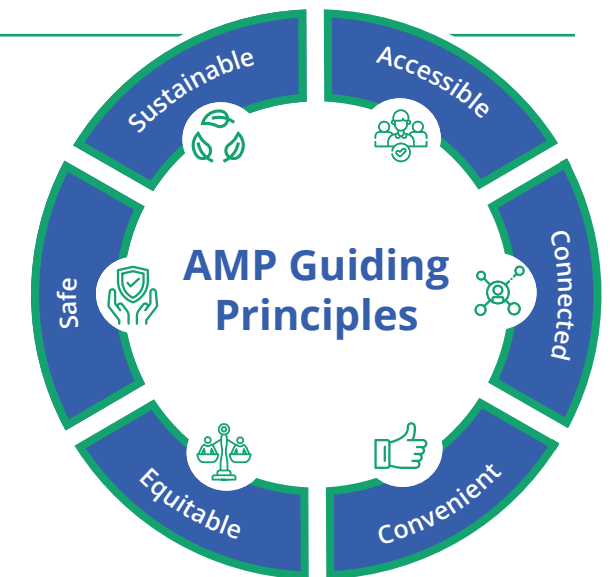 Sustainable
Accessible
Safe
AMP Guiding
Principles
Connected
Equitable
Convenient